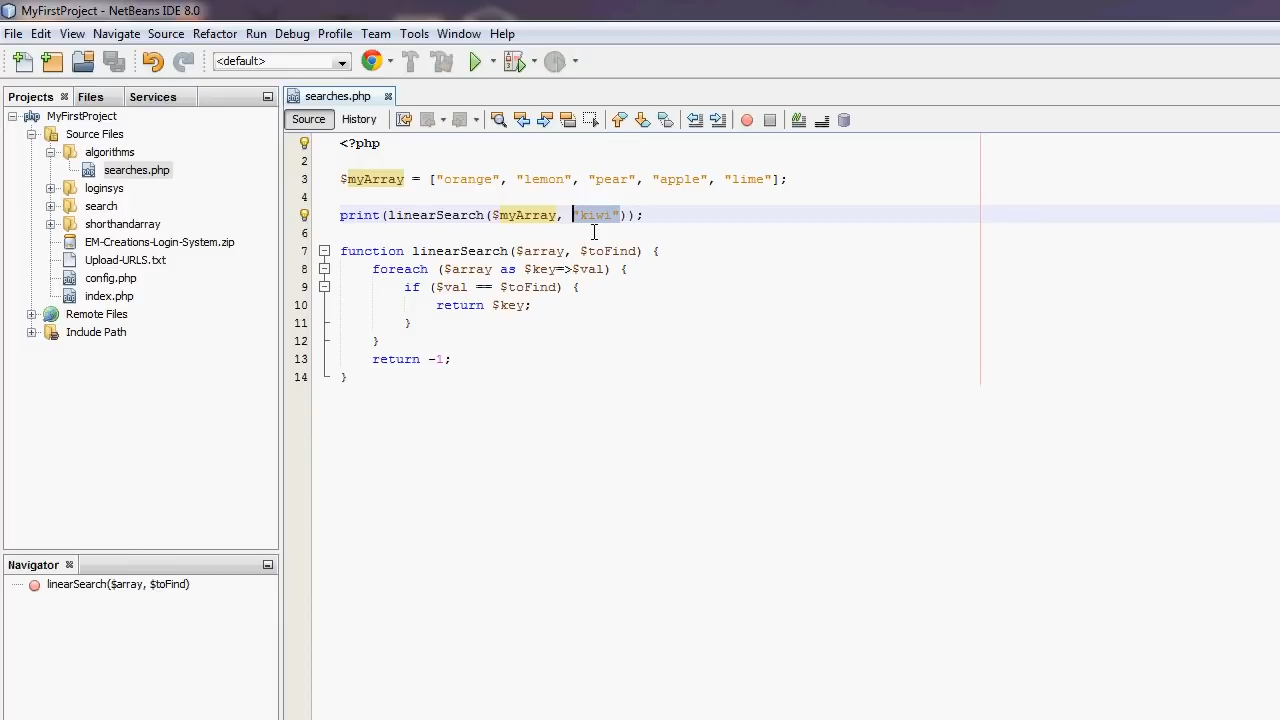 MyFirstProject - NetBeans IDE 8.0
File Edit View Navigate Source Refactor Run Debug Profile Team Tools Window Help
<default>
Projects Files Services
searches.php
MyFirstProject
Source History
Source Files
algorithms
searches.php
loginsys
search
shorthandarray
EM-Creations-Login-System.zip
Upload-URLS.txt
config.php
index.php
Remote Files
Include Path
<?php
2
3 $myArray = ["orange", "lemon", "pear", "apple", "lime"];
4
print(linearSearch($myArray, "kiwi"));
6
7 function linearSearch($array, $toFind) {
8 foreach ($array as $key=>$val) {
9 if ($val == $toFind) {
10 return $key;
11 }
12 }
13 return -1;
14 }
Navigator
linearSearch($array, $toFind)